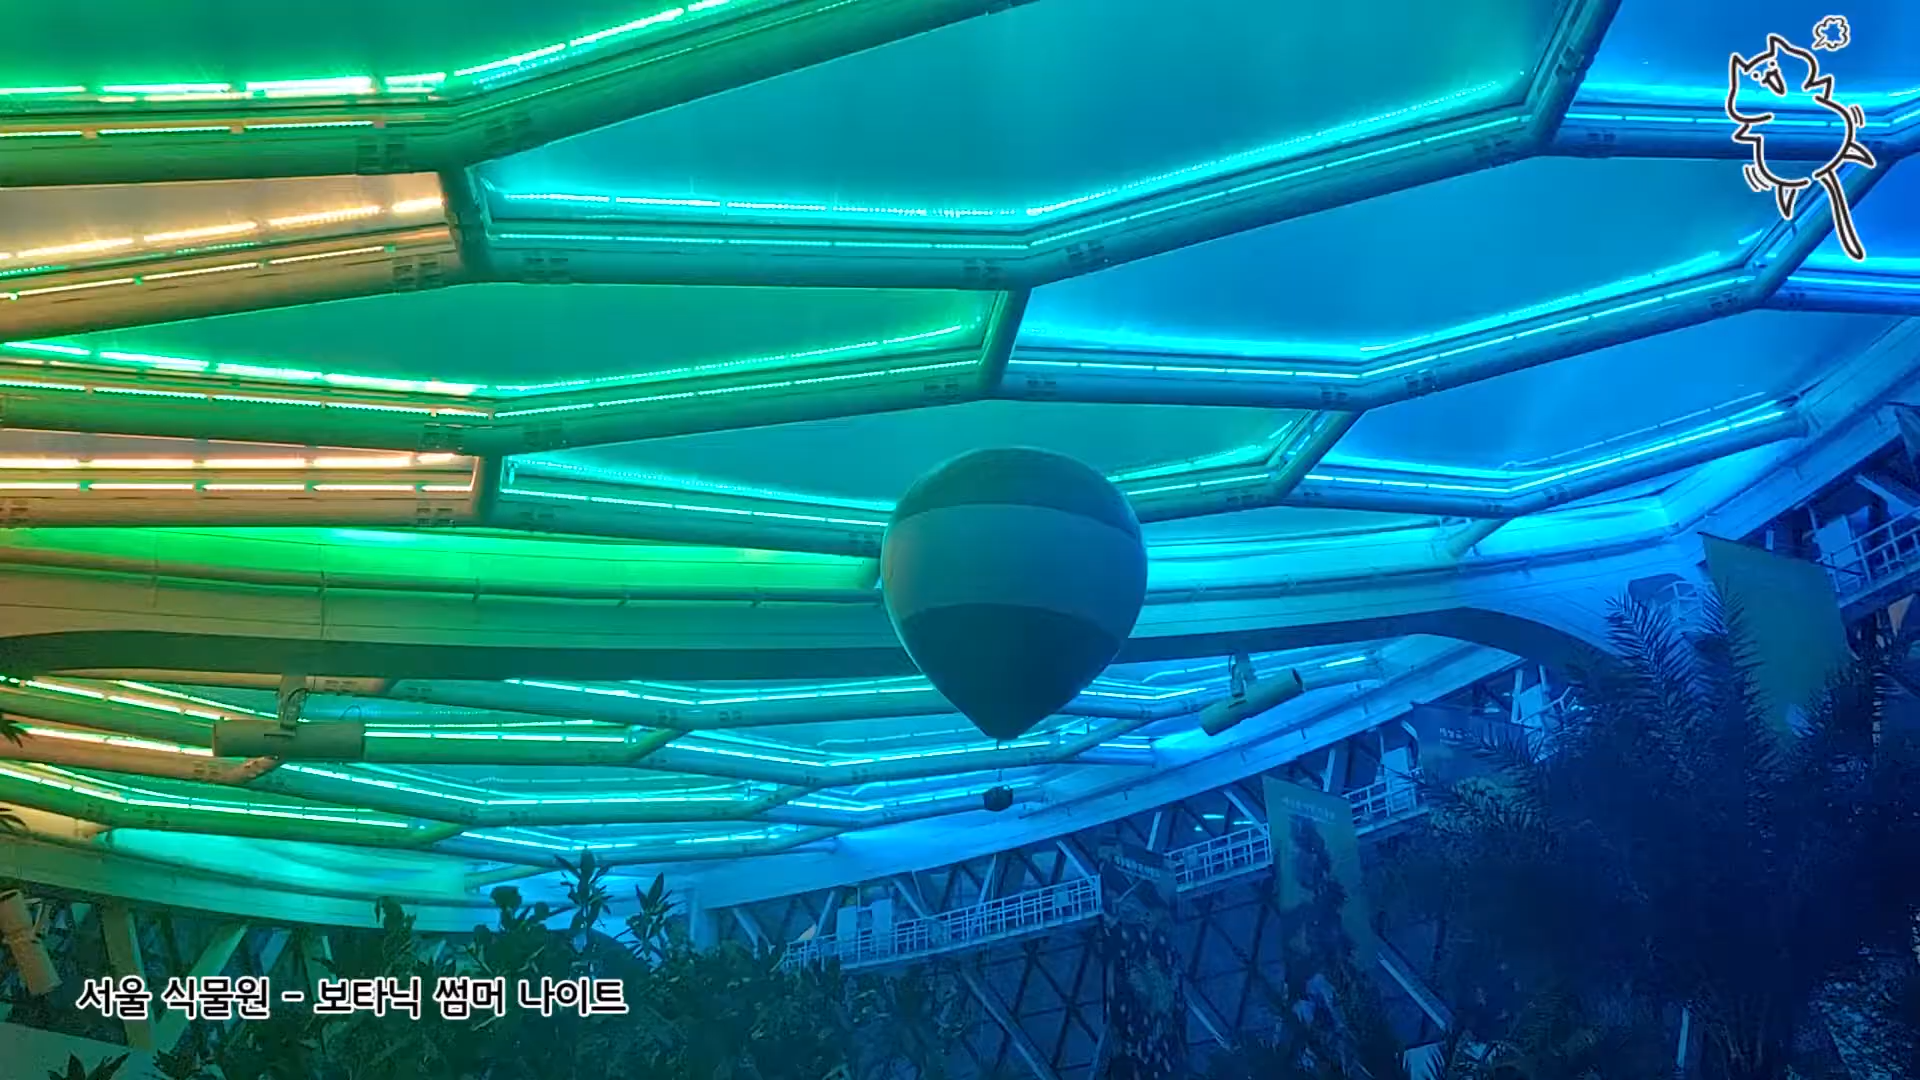 서울 식물원 - 보타닉 썸머 나이트